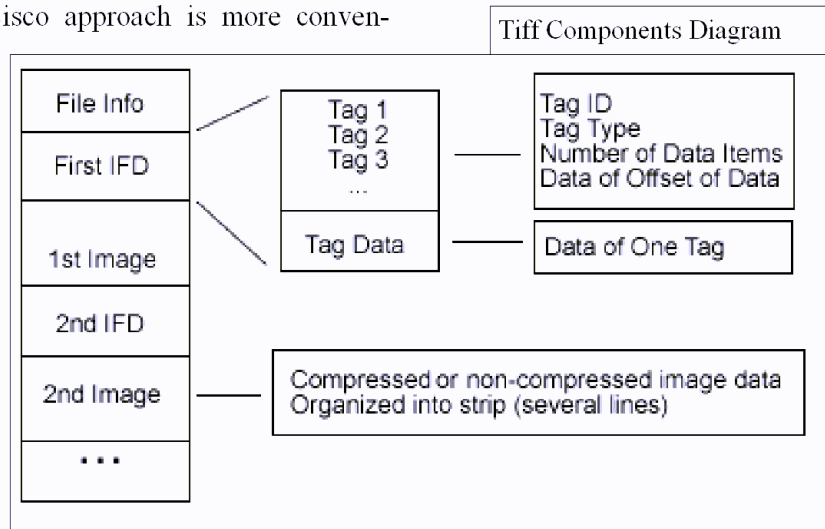 isco approach is more conven-
Tiff Components Diagram
File Info
First IFD
1st Image
2nd IFD
2nd Image
...
Tag 1
Tag 2
Tag 3
...
Tag Data
Tag ID
Tag Type
Number of Data Items
Data of Offset of Data
Data of One Tag
Compressed or non-compressed image data
Organized into strip (several lines)